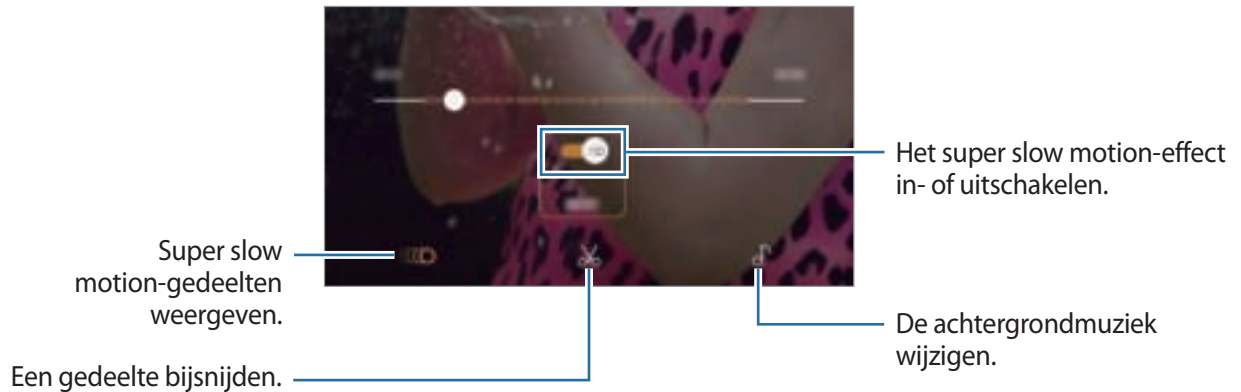 Het super slow motion-effect
in- of uitschakelen.
Super slow
motion-gedeelten
weergeven.
De achtergrondmuziek
wijzigen.
Een gedeelte bijsnijden.